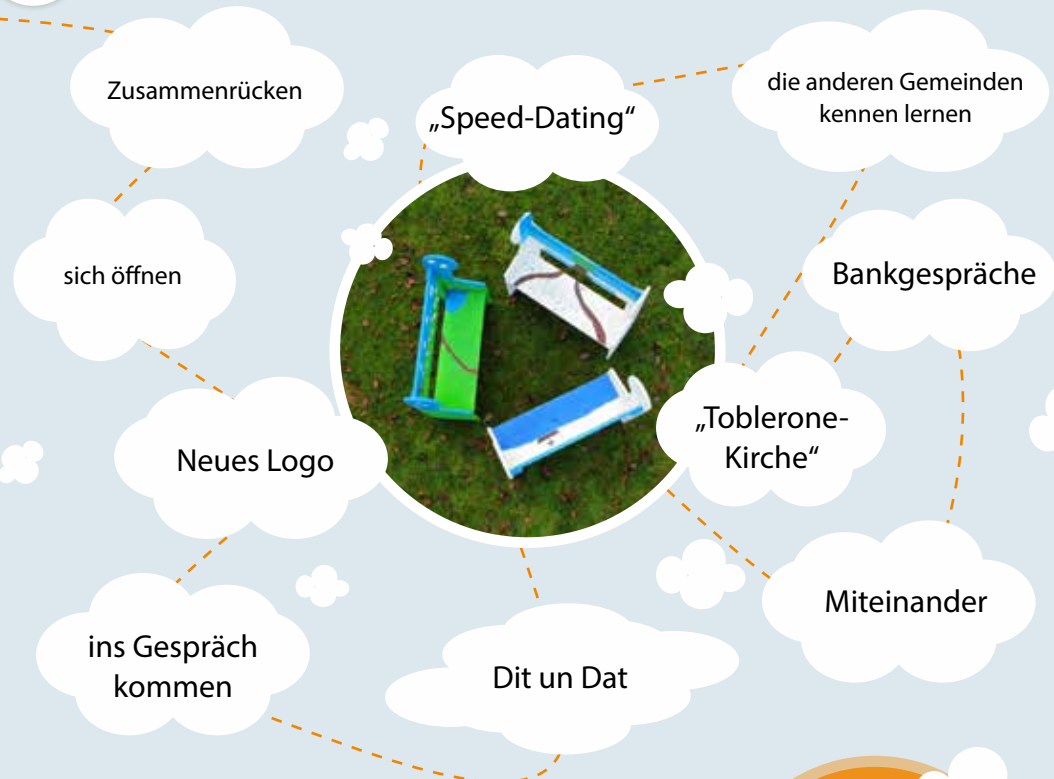 Zusammenrücken
„Speed-Dating“
die anderen Gemeinden
kennen lernen
sich öffnen
Bankgespräche
Neues Logo
„Toblerone-
Kirche“
ins Gespräch
kommen
Dit un Dat
Miteinander